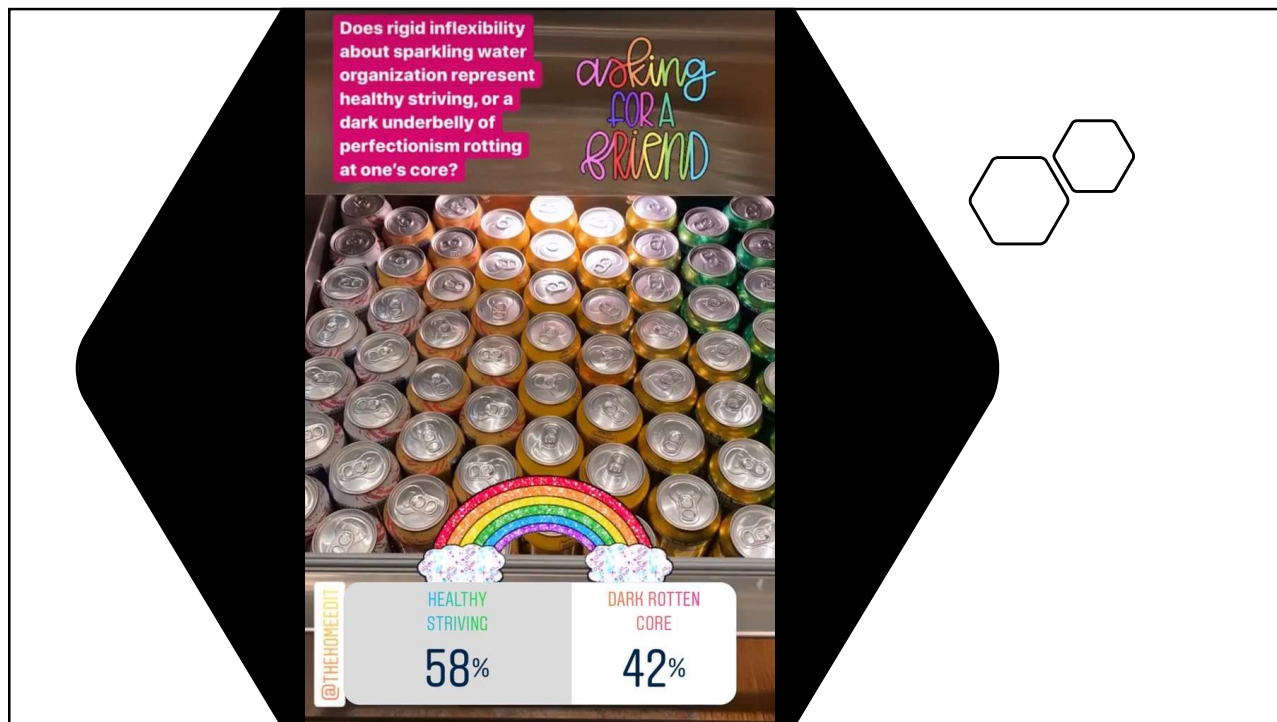 Does rigid inflexibility
about sparkling water
organization represent
healthy striving, or a
dark underbelly of
perfectionism rotting
at one's core?
asking
FOR A
FRIEND
@THEHOMEEDIT
HEALTHY
STRIVING
58%
DARK ROTTEN
CORE
42%